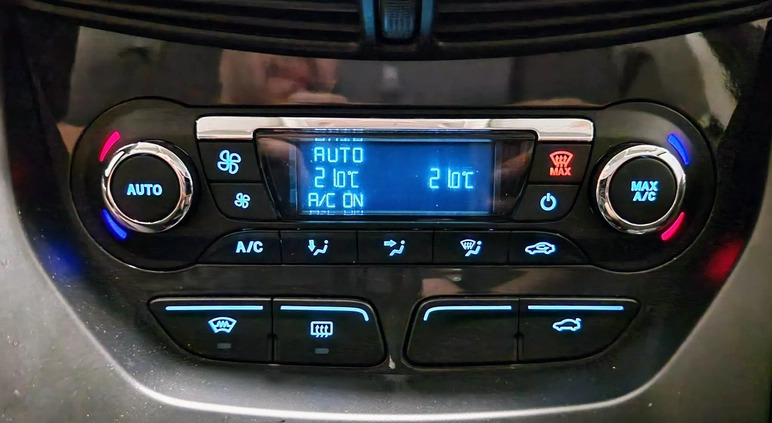 AUTO
21.0°C 21.0°C
A/C ON
AUTO
MAX
MAX
A/C
A/C